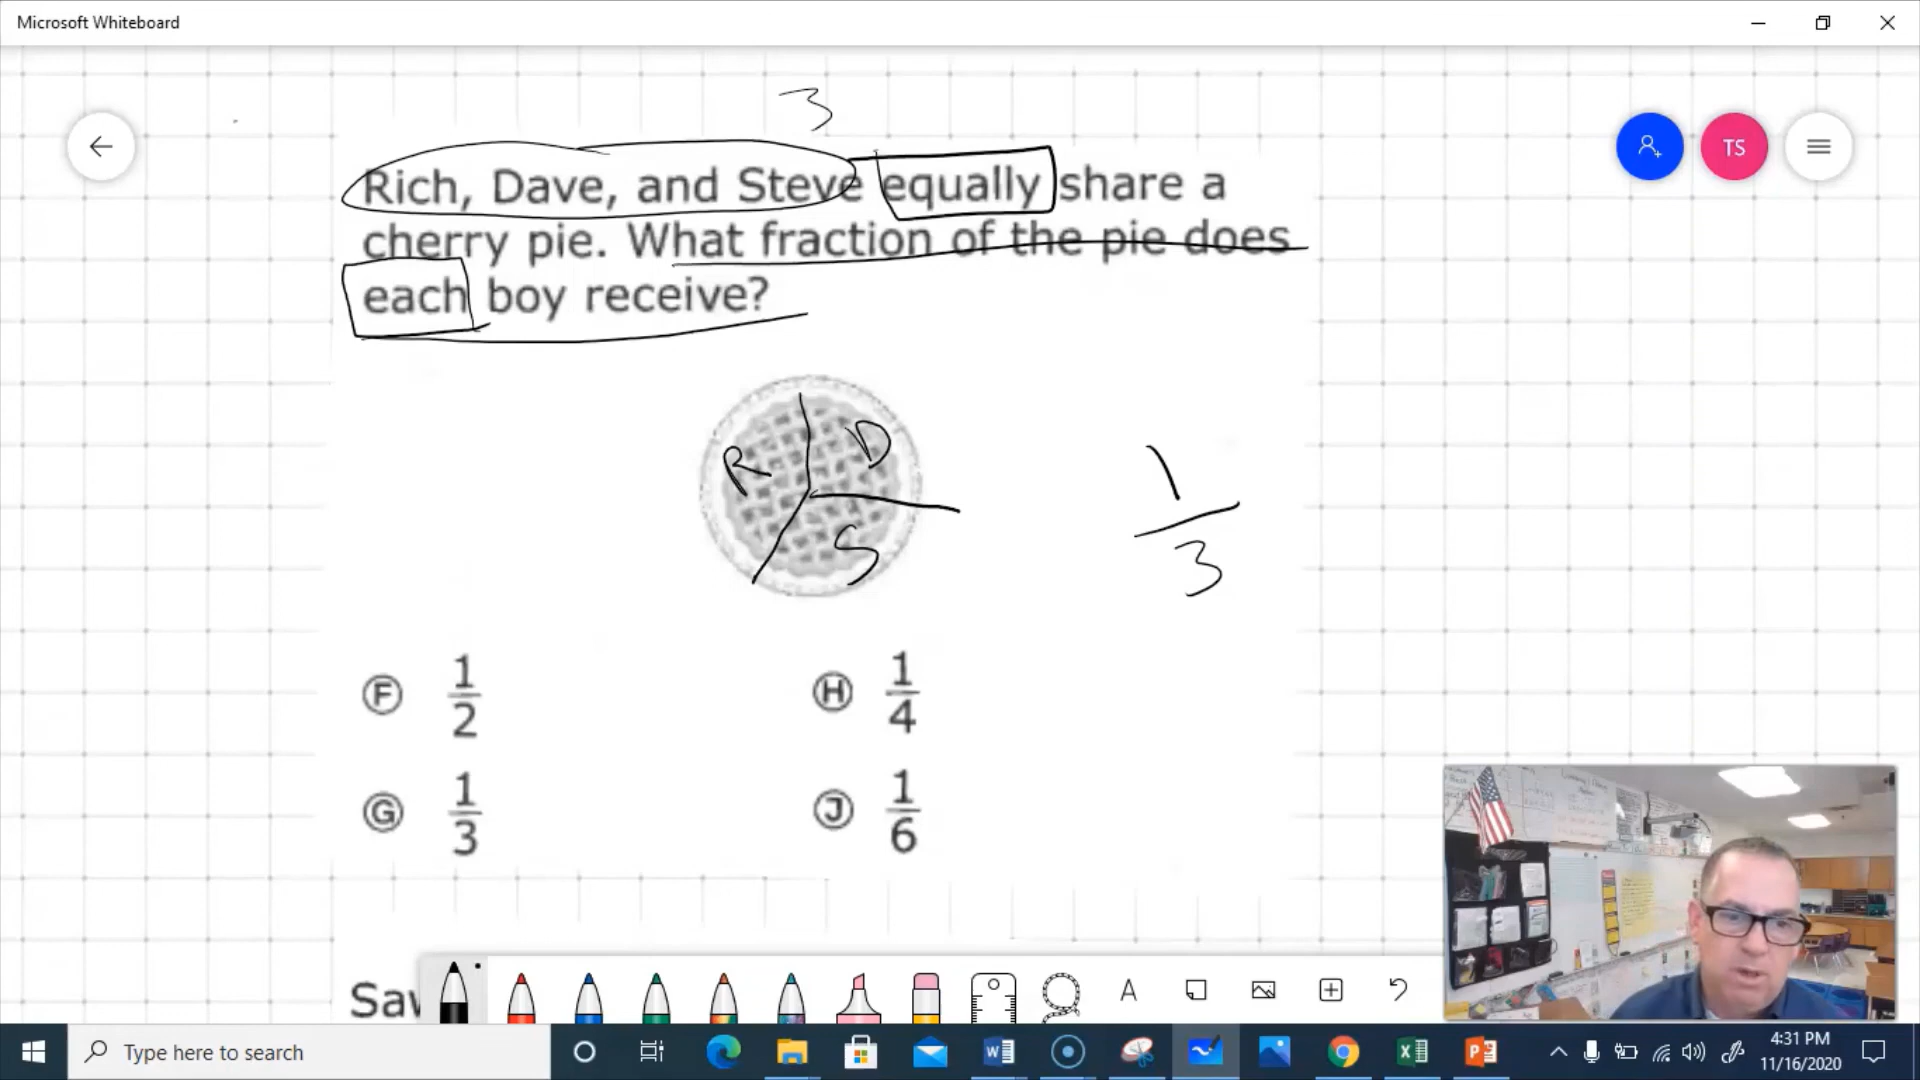 Microsoft Whiteboard
3
TS
Rich, Dave, and Steve equally share a
cherry pie. What fraction of the pie does
each boy receive?
R D
S
1
3
F 1/2 H 1/4
G 1/3 J 1/6
Type here to search
4:31 PM
11/16/2020